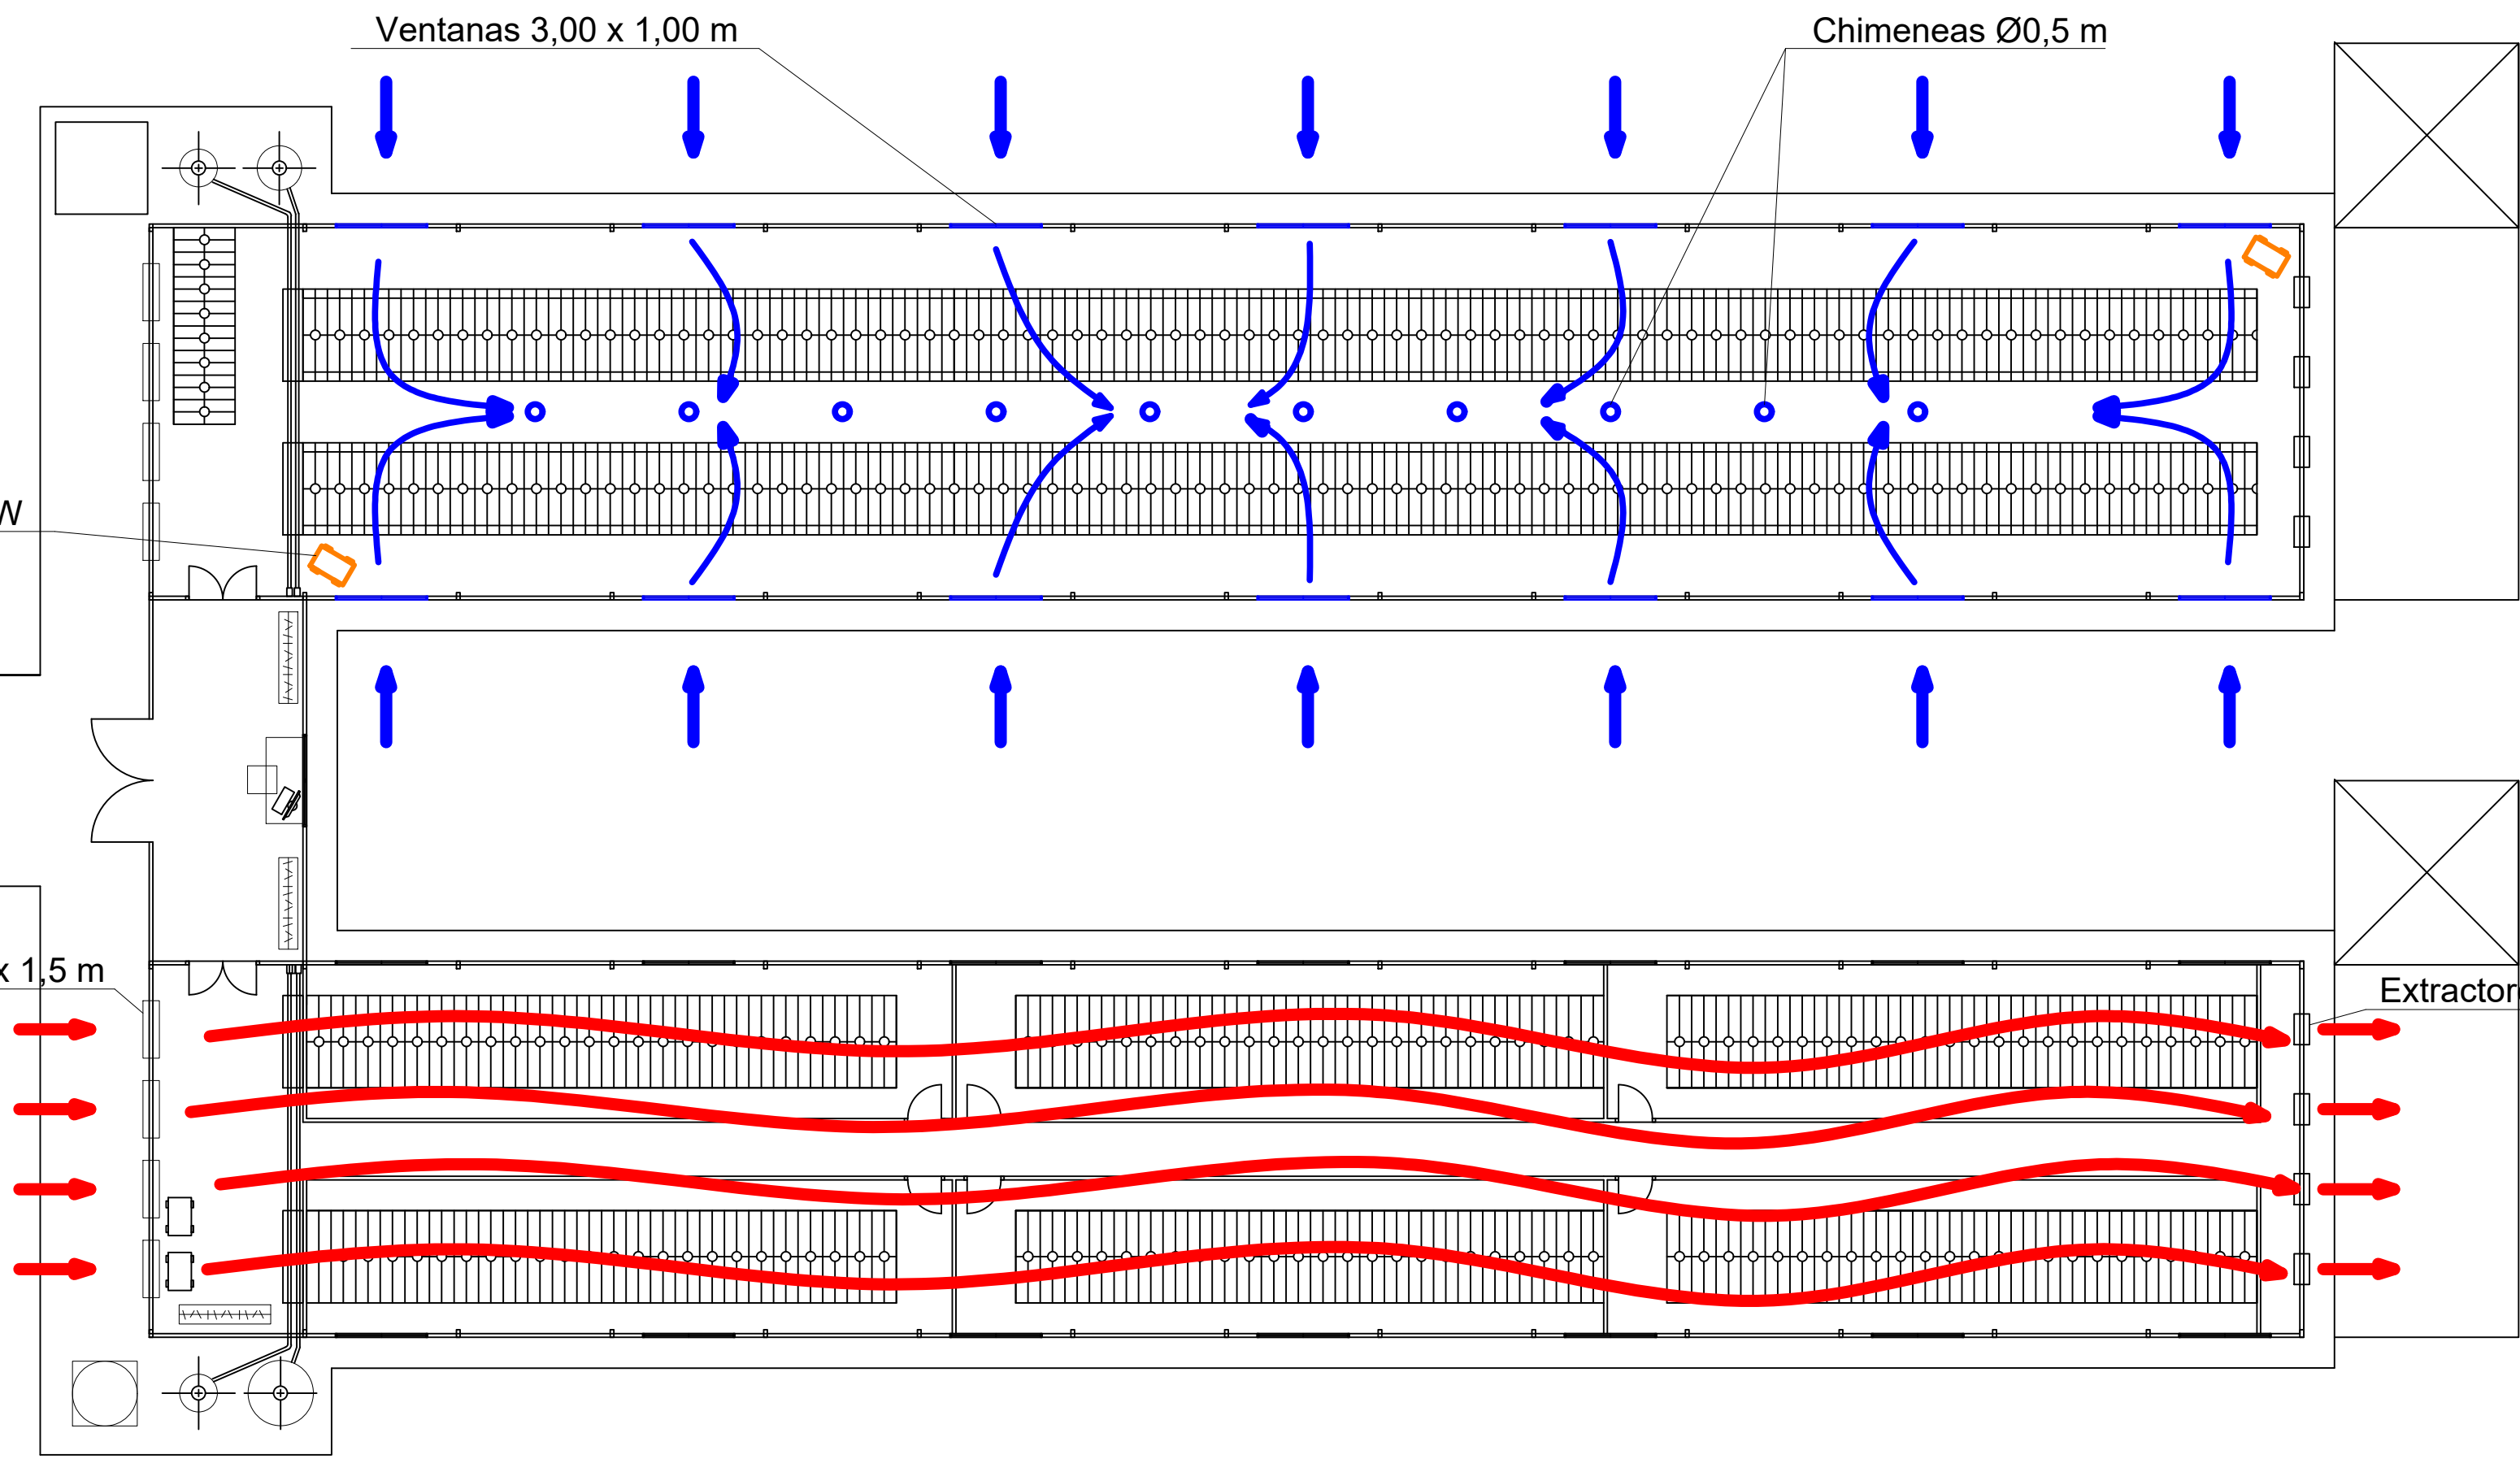 Ventanas 3,00 x 1,00 m
Chimeneas Ø0,5 m
W
x 1,5 m
Extractor